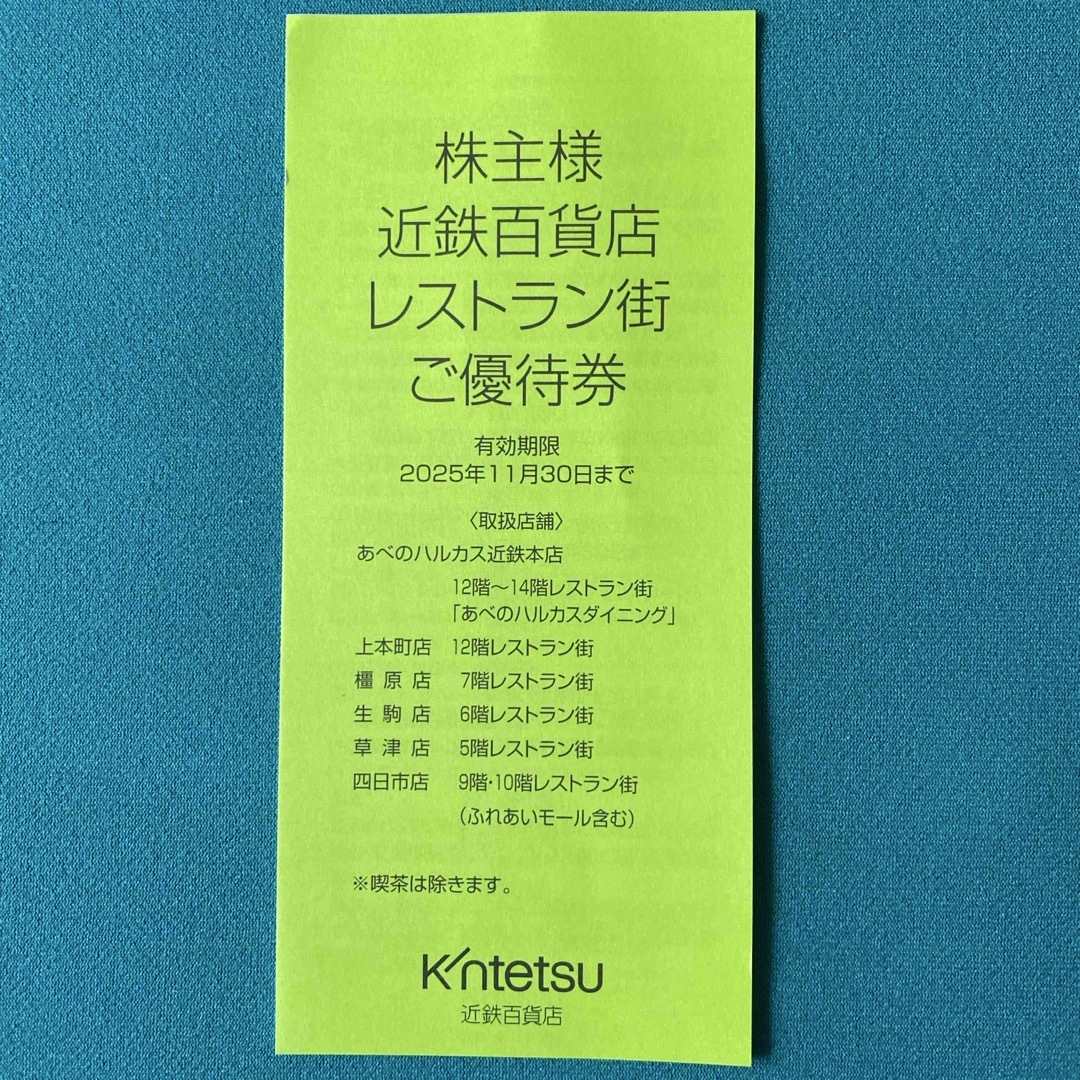 株主様
近鉄百貨店
レストラン街
ご優待券
有効期限
2025年11月30日まで
〈取扱店舗〉
あべのハルカス近鉄本店
12階～14階レストラン街
「あべのハルカスダイニング」
上本町店 12階レストラン街
橿原店 7階レストラン街
生駒店 6階レストラン街
草津店 5階レストラン街
四日市店 9階・10階レストラン街
(ふれあいモール含む)
※喫茶は除きます。
Kintetsu
近鉄百貨店